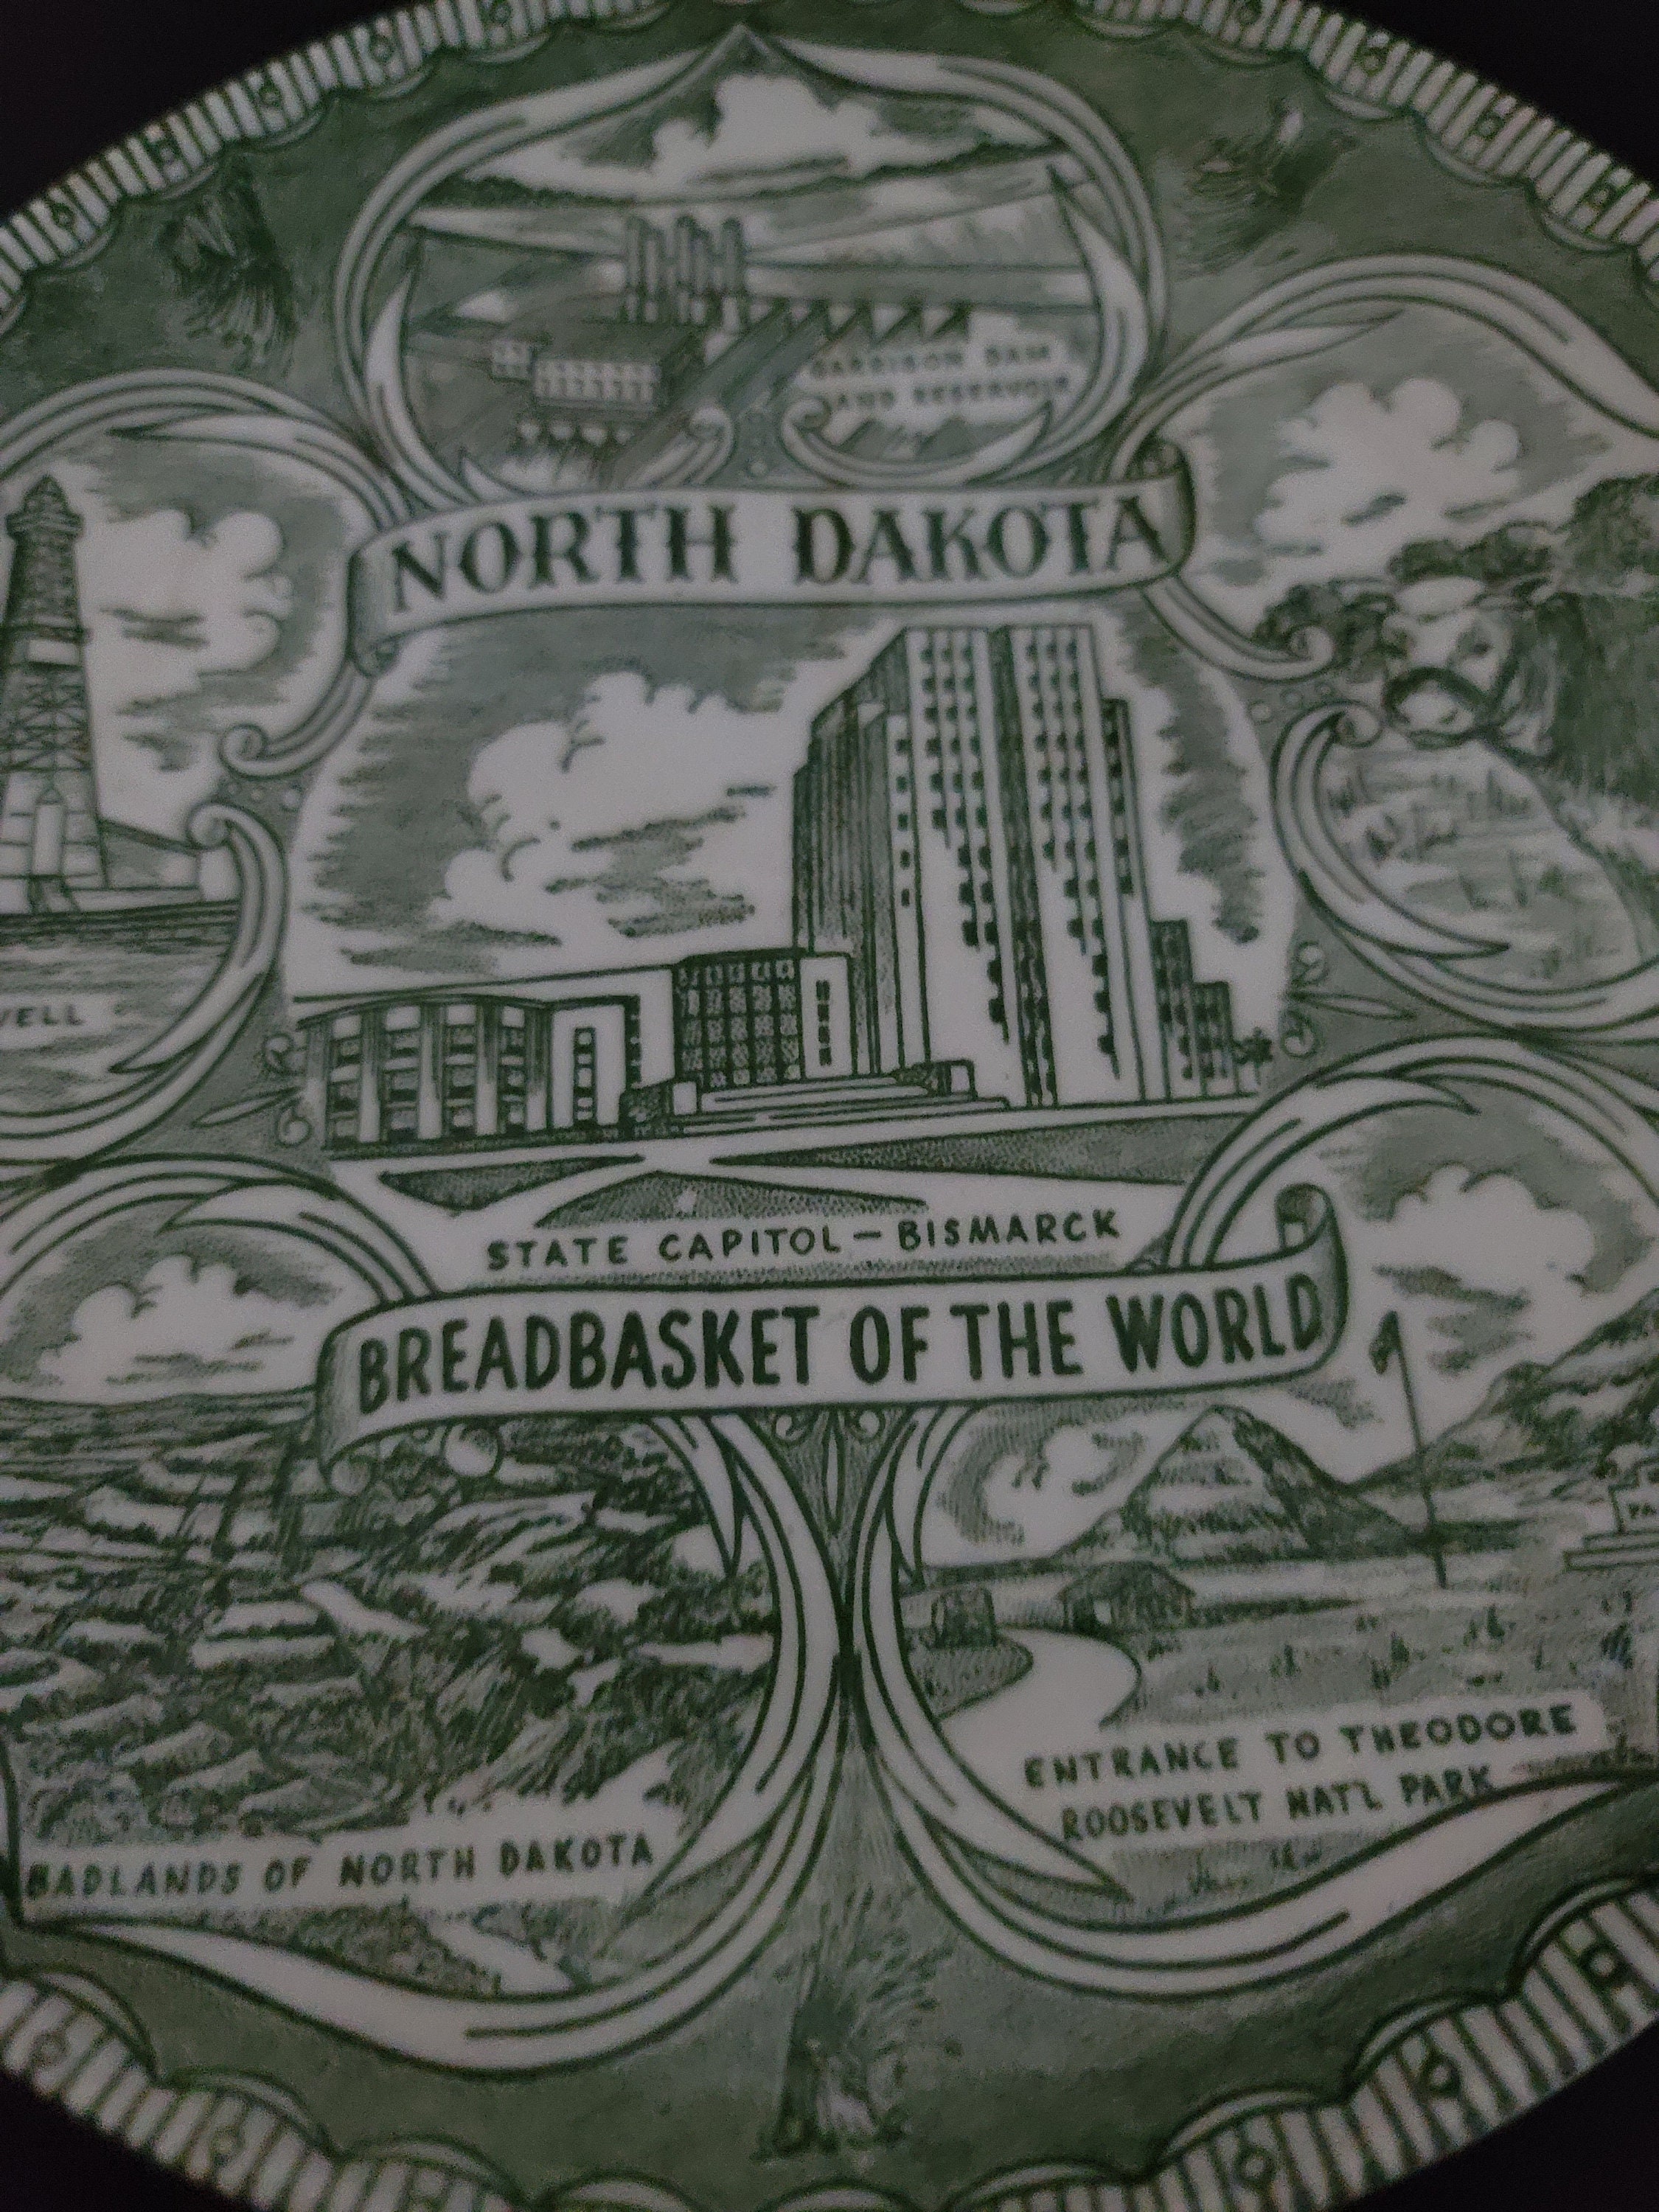 GARRISON DAM
AND RESERVOIR
NORTH DAKOTA
STATE CAPITOL — BISMARCK
BREADBASKET OF THE WORLD
ENTRANCE TO THEODORE
ROOSEVELT NAT'L PARK
BADLANDS OF NORTH DAKOTA